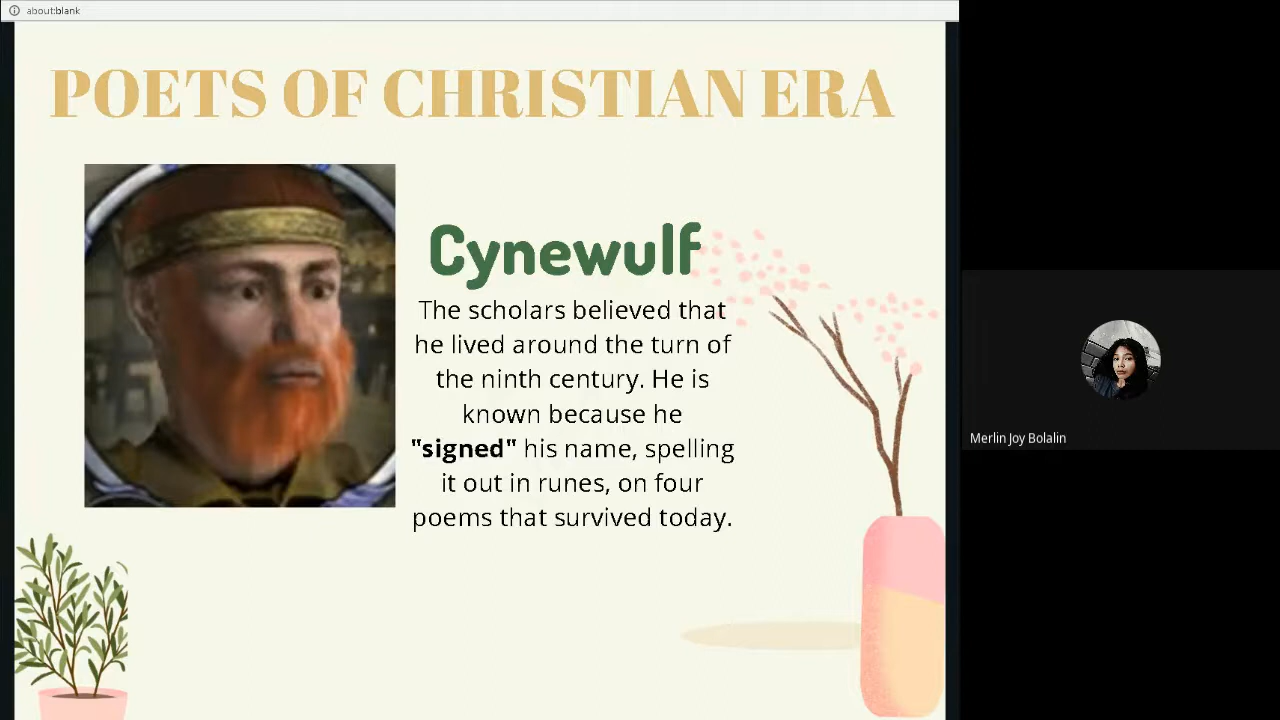 about:blank
POETS OF CHRISTIAN ERA
Cynewulf
The scholars believed that
he lived around the turn of
the ninth century. He is
known because he
"signed" his name, spelling
it out in runes, on four
poems that survived today.
Merlin Joy Bolalin